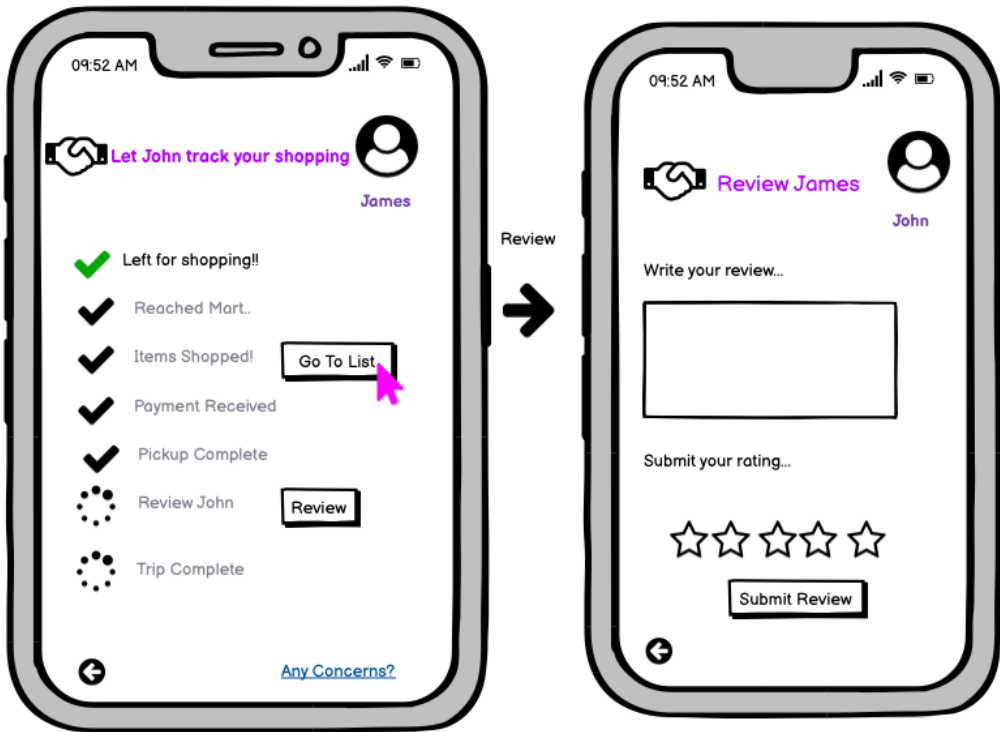 09:52 AM
Let John track your shopping
James
Left for shopping!!
Reached Mart..
Items Shopped!
Go To List
Payment Received
Pickup Complete
Review John
Review
Trip Complete
Any Concerns?
Review
09:52 AM
Review James
John
Write your review...
Submit your rating...
Submit Review